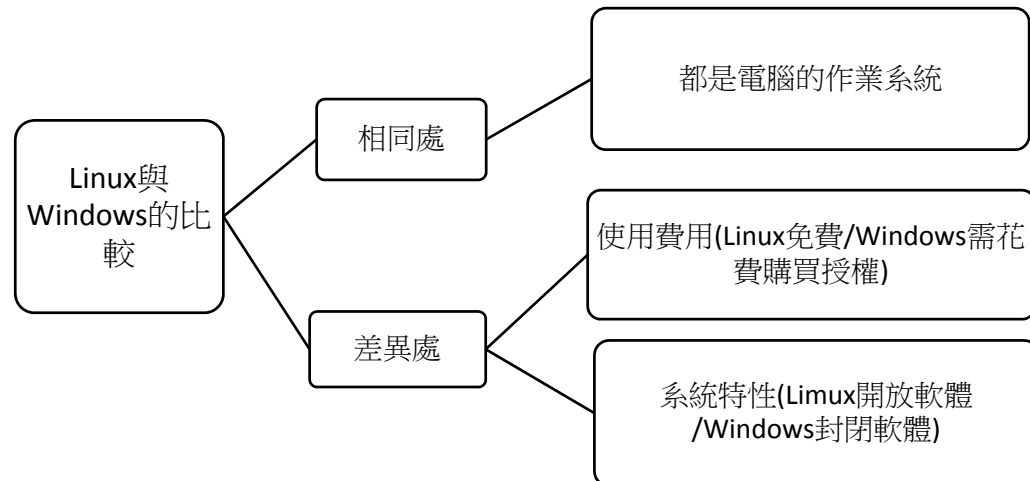 Linux與
Windows的比
較
相同處
都是電腦的作業系統
差異處
使用費用(Linux免費/Windows需花
費購買授權)
系統特性(Limux開放軟體
/Windows封閉軟體)